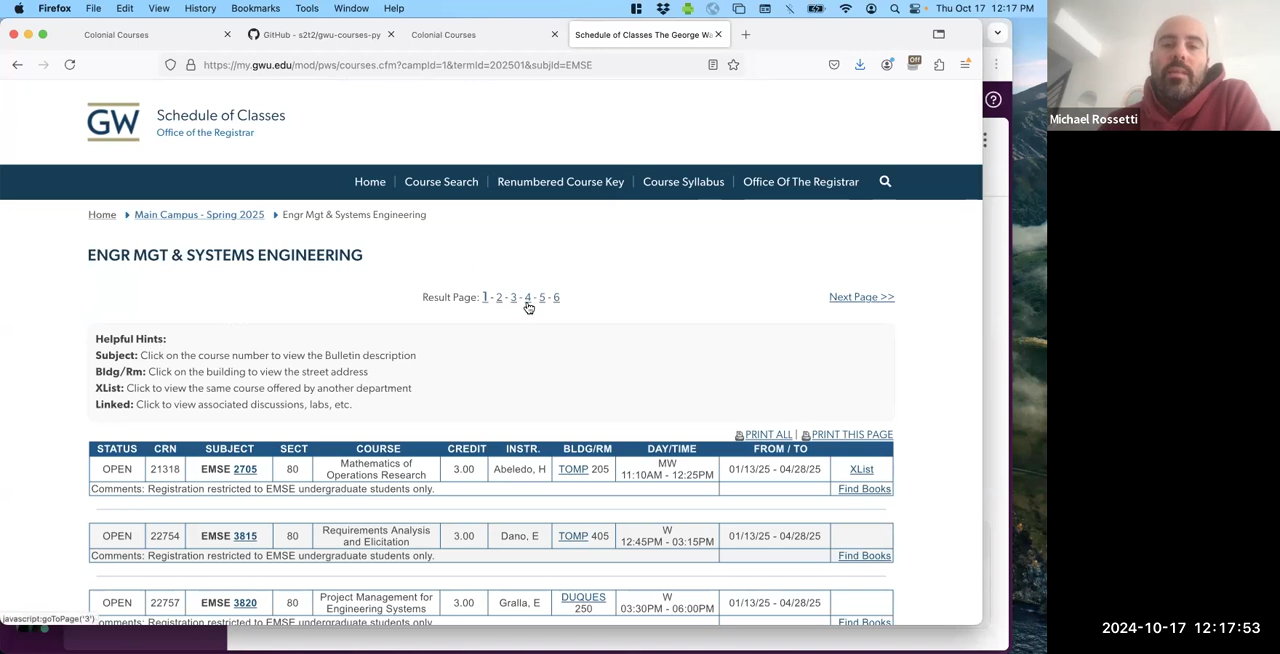 Firefox File Edit View History Bookmarks Tools Window Help Thu Oct 17 12:17 PM
Colonial Courses GitHub - s2t2/gwu-courses-py Colonial Courses Schedule of Classes The George Wa
https://my.gwu.edu/mod/pws/courses.cfm?campId=1&termId=202501&subjId=EMSE
Off
GW
Schedule of Classes
Office of the Registrar
Home Course Search Renumbered Course Key Course Syllabus Office Of The Registrar
Home Main Campus - Spring 2025 Engr Mgt & Systems Engineering
ENGR MGT & SYSTEMS ENGINEERING
Result Page: 1 - 2 - 3 - 4 - 5 - 6 Next Page >>
Helpful Hints:
Subject: Click on the course number to view the Bulletin description
Bldg/Rm: Click on the building to view the street address
XList: Click to view the same course offered by another department
Linked: Click to view associated discussions, labs, etc.
PRINT ALL | PRINT THIS PAGE
STATUS CRN SUBJECT SECT COURSE CREDIT INSTR. BLDG/RM DAY/TIME FROM / TO
OPEN 21318 EMSE 2705 80 Mathematics of Operations Research 3.00 Abeledo, H TOMP 205 MW 11:10AM - 12:25PM 01/13/25 - 04/28/25 XList
Comments: Registration restricted to EMSE undergraduate students only. Find Books
OPEN 22754 EMSE 3815 80 Requirements Analysis and Elicitation 3.00 Dano, E TOMP 405 W 12:45PM - 03:15PM 01/13/25 - 04/28/25
Comments: Registration restricted to EMSE undergraduate students only. Find Books
OPEN 22757 EMSE 3820 80 Project Management for Engineering Systems 3.00 Gralla, E DUQUES 250 W 03:30PM - 06:00PM 01/13/25 - 04/28/25
Comments: Registration restricted to EMSE undergraduate students only. Find Books
javascript:goToPage('3')
Michael Rossetti
2024-10-17 12:17:53